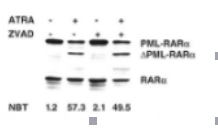 ATRA - + - +
ZVAD - - + +
PML-RARα
ΔPML-RARα
RARα
NBT 1.2 57.3 2.1 49.5